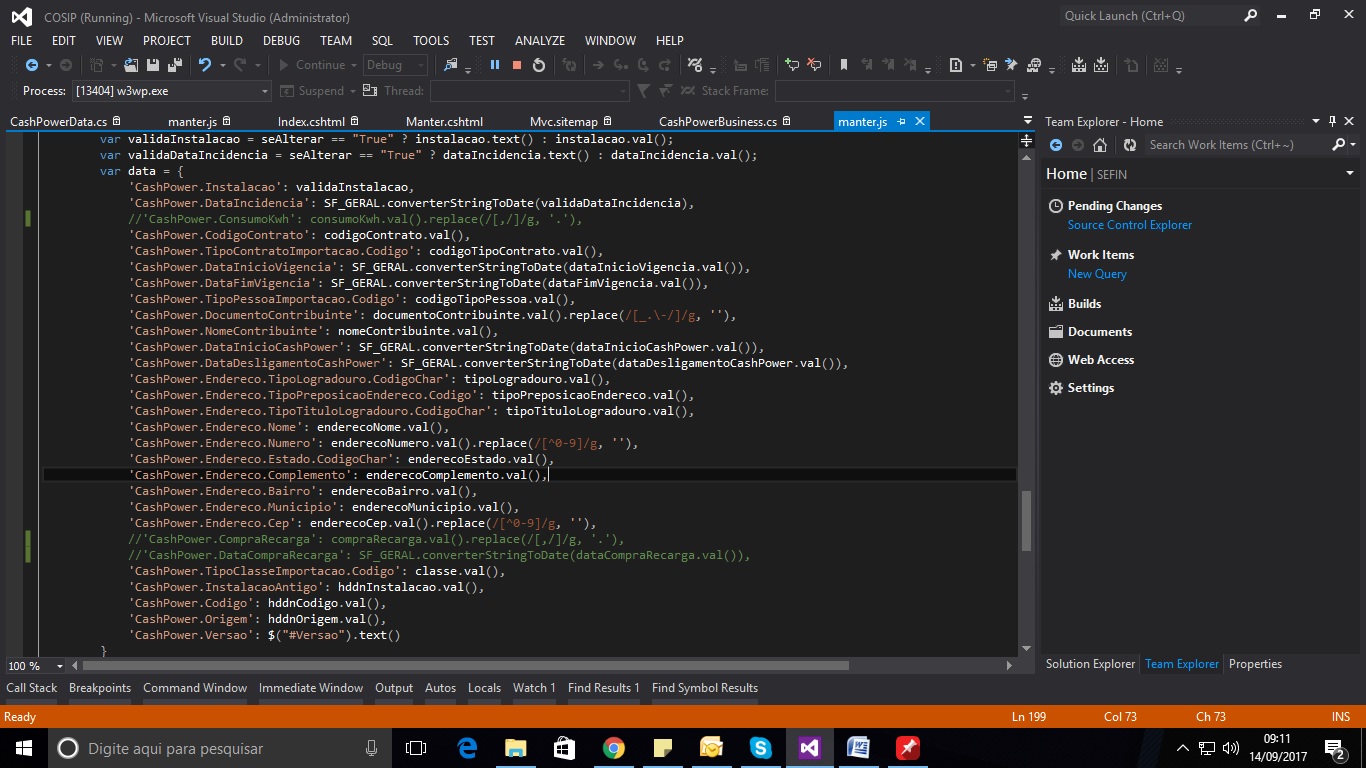 COSIP (Running) - Microsoft Visual Studio (Administrator)
Quick Launch (Ctrl+Q)
FILE EDIT VIEW PROJECT BUILD DEBUG TEAM SQL TOOLS TEST ANALYZE WINDOW HELP
Continue Debug
Process: [13404] w3wp.exe Suspend Thread: Stack Frame:
CashPowerData.cs manter.js Index.cshtml Manter.cshtml Mvc.sitemap CashPowerBusiness.cs manter.js
var validaInstalacao = seAlterar == "True" ? instalacao.text() : instalacao.val();
var validaDataIncidencia = seAlterar == "True" ? dataIncidencia.text() : dataIncidencia.val();
var data = {
'CashPower.Instalacao': validaInstalacao,
'CashPower.DataIncidencia': SF_GERAL.converterStringToDate(validaDataIncidencia),
//'CashPower.ConsumoKwh': consumoKwh.val().replace(/[,/]/g, '.'),
'CashPower.CodigoContrato': codigoContrato.val(),
'CashPower.TipoContratoImportacao.Codigo': codigoTipoContrato.val(),
'CashPower.DataInicioVigencia': SF_GERAL.converterStringToDate(dataInicioVigencia.val()),
'CashPower.DataFimVigencia': SF_GERAL.converterStringToDate(dataFimVigencia.val()),
'CashPower.TipoPessoaImportacao.Codigo': codigoTipoPessoa.val(),
'CashPower.DocumentoContribuinte': documentoContribuinte.val().replace(/[_.\-/]/g, ''),
'CashPower.NomeContribuinte': nomeContribuinte.val(),
'CashPower.DataInicioCashPower': SF_GERAL.converterStringToDate(dataInicioCashPower.val()),
'CashPower.DataDesligamentoCashPower': SF_GERAL.converterStringToDate(dataDesligamentoCashPower.val()),
'CashPower.Endereco.TipoLogradouro.CodigoChar': tipoLogradouro.val(),
'CashPower.Endereco.TipoPreposicaoEndereco.Codigo': tipoPreposicaoEndereco.val(),
'CashPower.Endereco.TipoTituloLogradouro.CodigoChar': tipoTituloLogradouro.val(),
'CashPower.Endereco.Nome': enderecoNome.val(),
'CashPower.Endereco.Numero': enderecoNumero.val().replace(/[^0-9]/g, ''),
'CashPower.Endereco.Estado.CodigoChar': enderecoEstado.val(),
'CashPower.Endereco.Complemento': enderecoComplemento.val(),
'CashPower.Endereco.Bairro': enderecoBairro.val(),
'CashPower.Endereco.Municipio': enderecoMunicipio.val(),
'CashPower.Endereco.Cep': enderecoCep.val().replace(/[^0-9]/g, ''),
//'CashPower.CompraRecarga': compraRecarga.val().replace(/[,/]/g, '.'),
//'CashPower.DataCompraRecarga': SF_GERAL.converterStringToDate(dataCompraRecarga.val()),
'CashPower.TipoClasseImportacao.Codigo': classe.val(),
'CashPower.InstalacaoAntigo': hddnInstalacao.val(),
'CashPower.Codigo': hddnCodigo.val(),
'CashPower.Origem': hddnOrigem.val(),
'CashPower.Versao': $("#Versao").text()
}
100 %
Team Explorer - Home
Search Work Items (Ctrl+~)
Home | SEFIN
Pending Changes
Source Control Explorer
Work Items
New Query
Builds
Documents
Web Access
Settings
Solution Explorer Team Explorer Properties
Call Stack Breakpoints Command Window Immediate Window Output Autos Locals Watch 1 Find Results 1 Find Symbol Results
Ready Ln 199 Col 73 Ch 73 INS
Digite aqui para pesquisar
09:11
14/09/2017
2